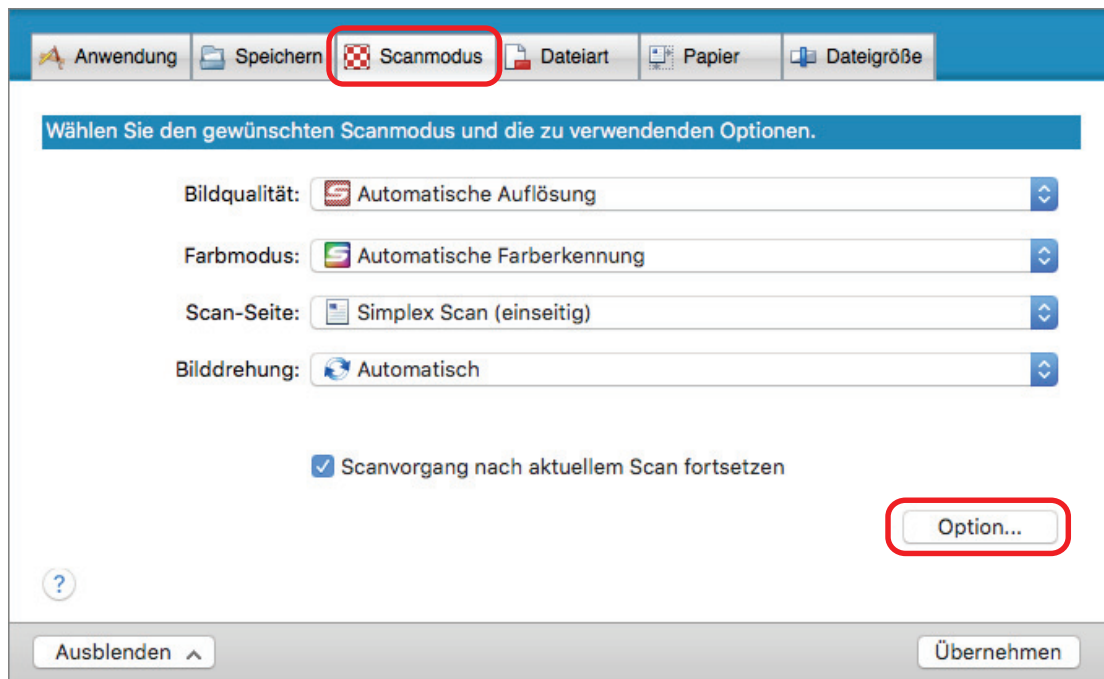 Anwendung Speichern Scanmodus Dateiart Papier Dateigröße
Wählen Sie den gewünschten Scanmodus und die zu verwendenden Optionen.
Bildqualität: Automatische Auflösung
Farbmodus: Automatische Farberkennung
Scan-Seite: Simplex Scan (einseitig)
Bilddrehung: Automatisch
Scanvorgang nach aktuellem Scan fortsetzen
Option...
?
Ausblenden Übernehmen